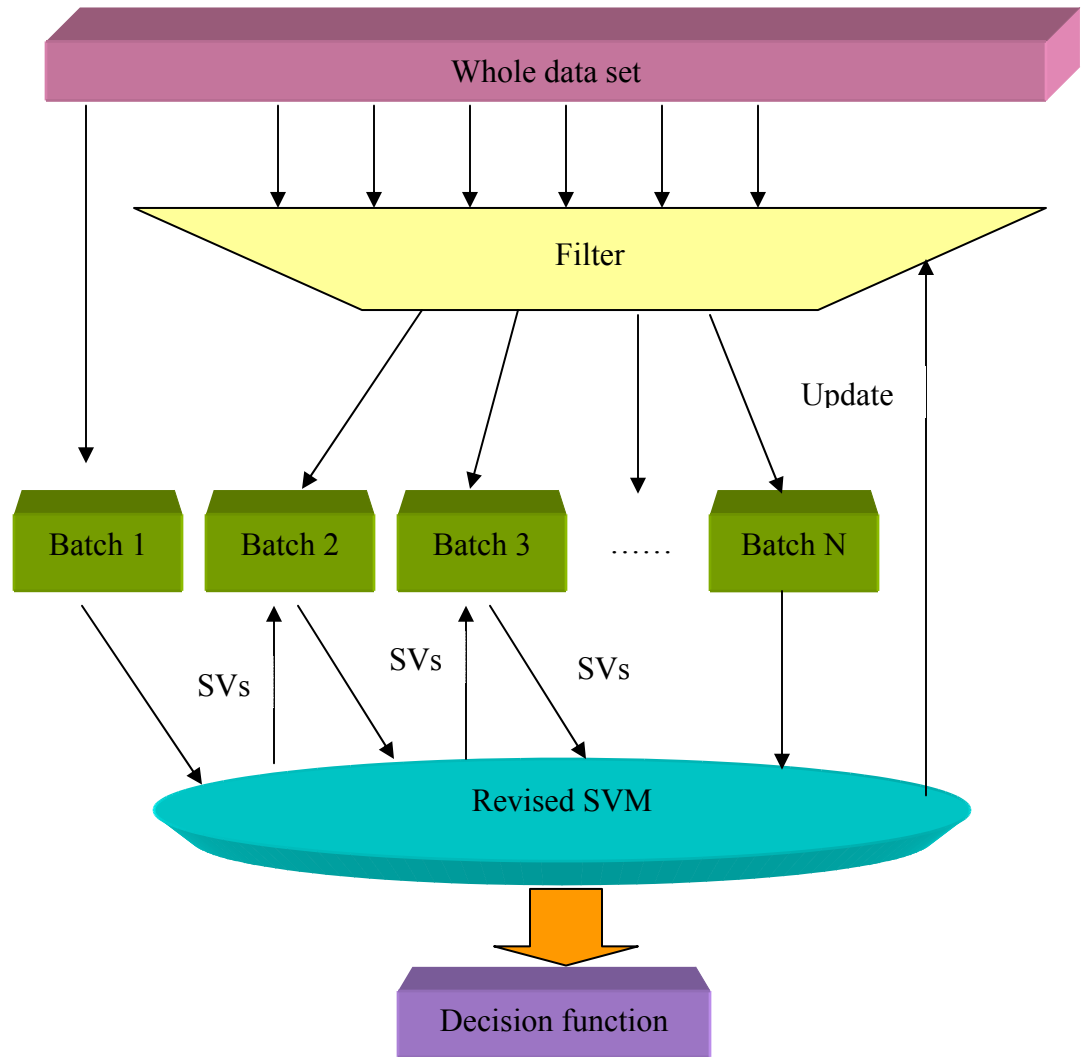 Whole data set
Filter
Update
Batch 1
Batch 2
Batch 3
……
Batch N
SVs
SVs
SVs
Revised SVM
Decision function